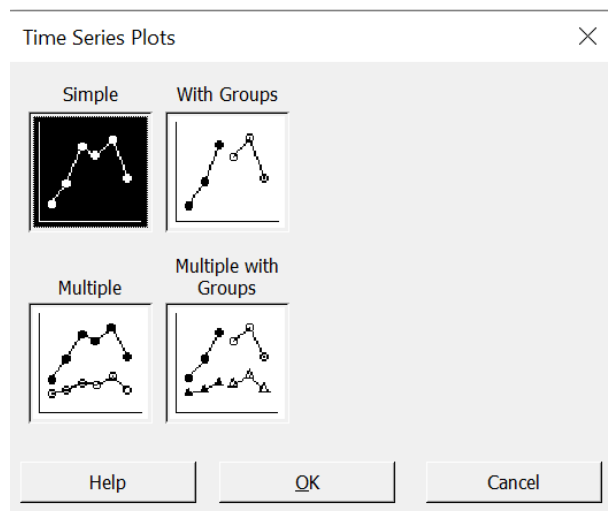 Time Series Plots
Simple
With Groups
Multiple
Multiple with
Groups
Help
OK
Cancel